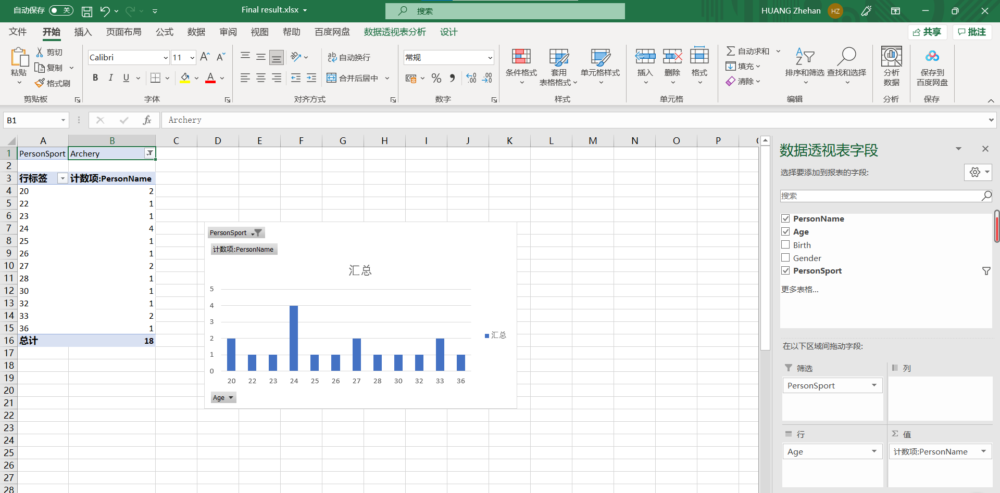 自动保存 关
Final result.xlsx
搜索
HUANG Zhehan HZ
文件 开始 插入 页面布局 公式 数据 审阅 视图 帮助 百度网盘 数据透视表分析 设计
共享 批注
粘贴
剪切
复制
格式刷
剪贴板
Calibri 11
B I U
字体
自动换行
合并后居中
对齐方式
常规
数字
条件格式
套用
表格格式
单元格样式
样式
插入 删除 格式
单元格
自动求和
填充
清除
排序和筛选 查找和选择
编辑
分析
数据
分析
保存到
百度网盘
保存
B1
fx
Archery
A B C D E F G H I J K L M N O P
1 PersonSport Archery
2
3 行标签 计数项:PersonName
4 20 2
5 22 1
6 23 1
7 24 4
8 25 1
9 26 1
10 27 2
11 28 1
12 30 1
13 32 1
14 33 2
15 36 1
16 总计 18
17
18
19
20
21
22
23
24
25
26
27
28
PersonSport
计数项:PersonName
汇总
5
4
3
2
1
0
20 22 23 24 25 26 27 28 30 32 33 36
汇总
Age
数据透视表字段
选择要添加到报表的字段:
搜索
PersonName
Age
Birth
Gender
PersonSport
更多表格...
在以下区域间拖动字段:
筛选
PersonSport
列
行
Age
值
计数项:PersonName